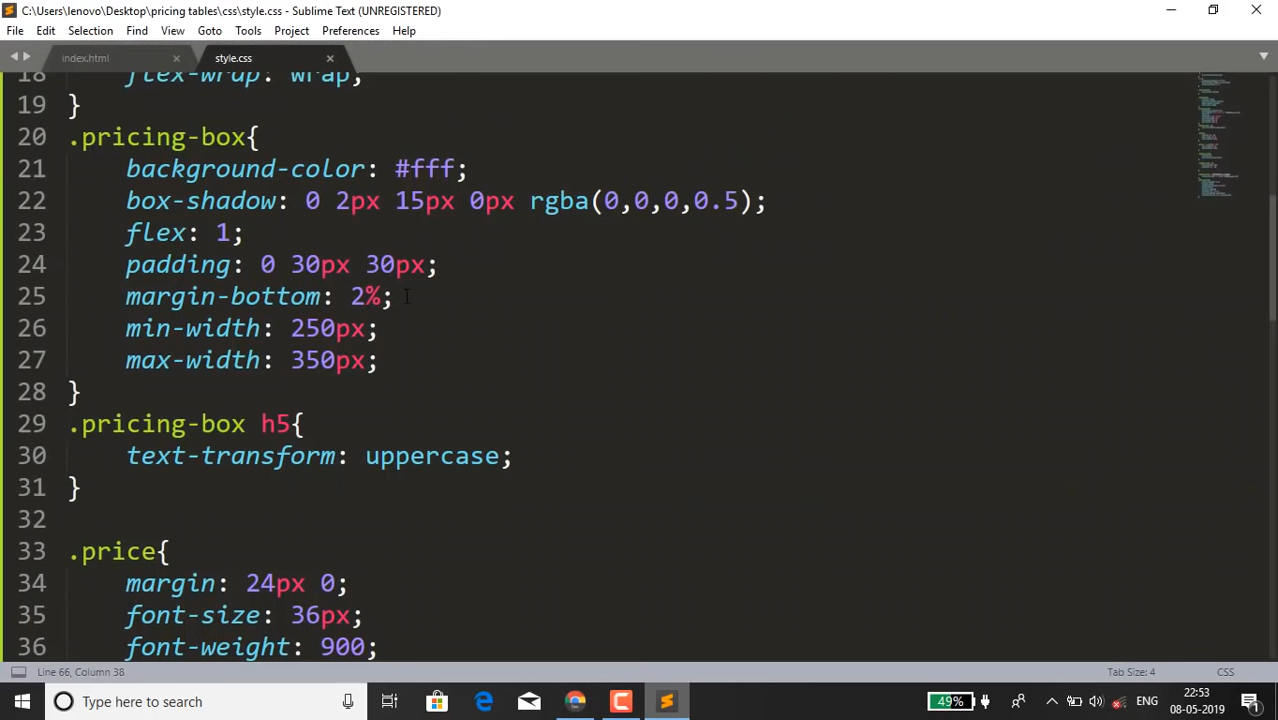 C:\Users\lenovo\Desktop\pricing tables\css\style.css - Sublime Text (UNREGISTERED)
File Edit Selection Find View Goto Tools Project Preferences Help
index.html × style.css ×
18 flex-wrap: wrap;
19 }
20 .pricing-box{
21 background-color: #fff;
22 box-shadow: 0 2px 15px 0px rgba(0,0,0,0.5);
23 flex: 1;
24 padding: 0 30px 30px;
25 margin-bottom: 2%;
26 min-width: 250px;
27 max-width: 350px;
28 }
29 .pricing-box h5{
30 text-transform: uppercase;
31 }
32
33 .price{
34 margin: 24px 0;
35 font-size: 36px;
36 font-weight: 900;
Line 66, Column 38 Tab Size: 4 CSS
Type here to search 49% ENG 22:53
08-05-2019 1